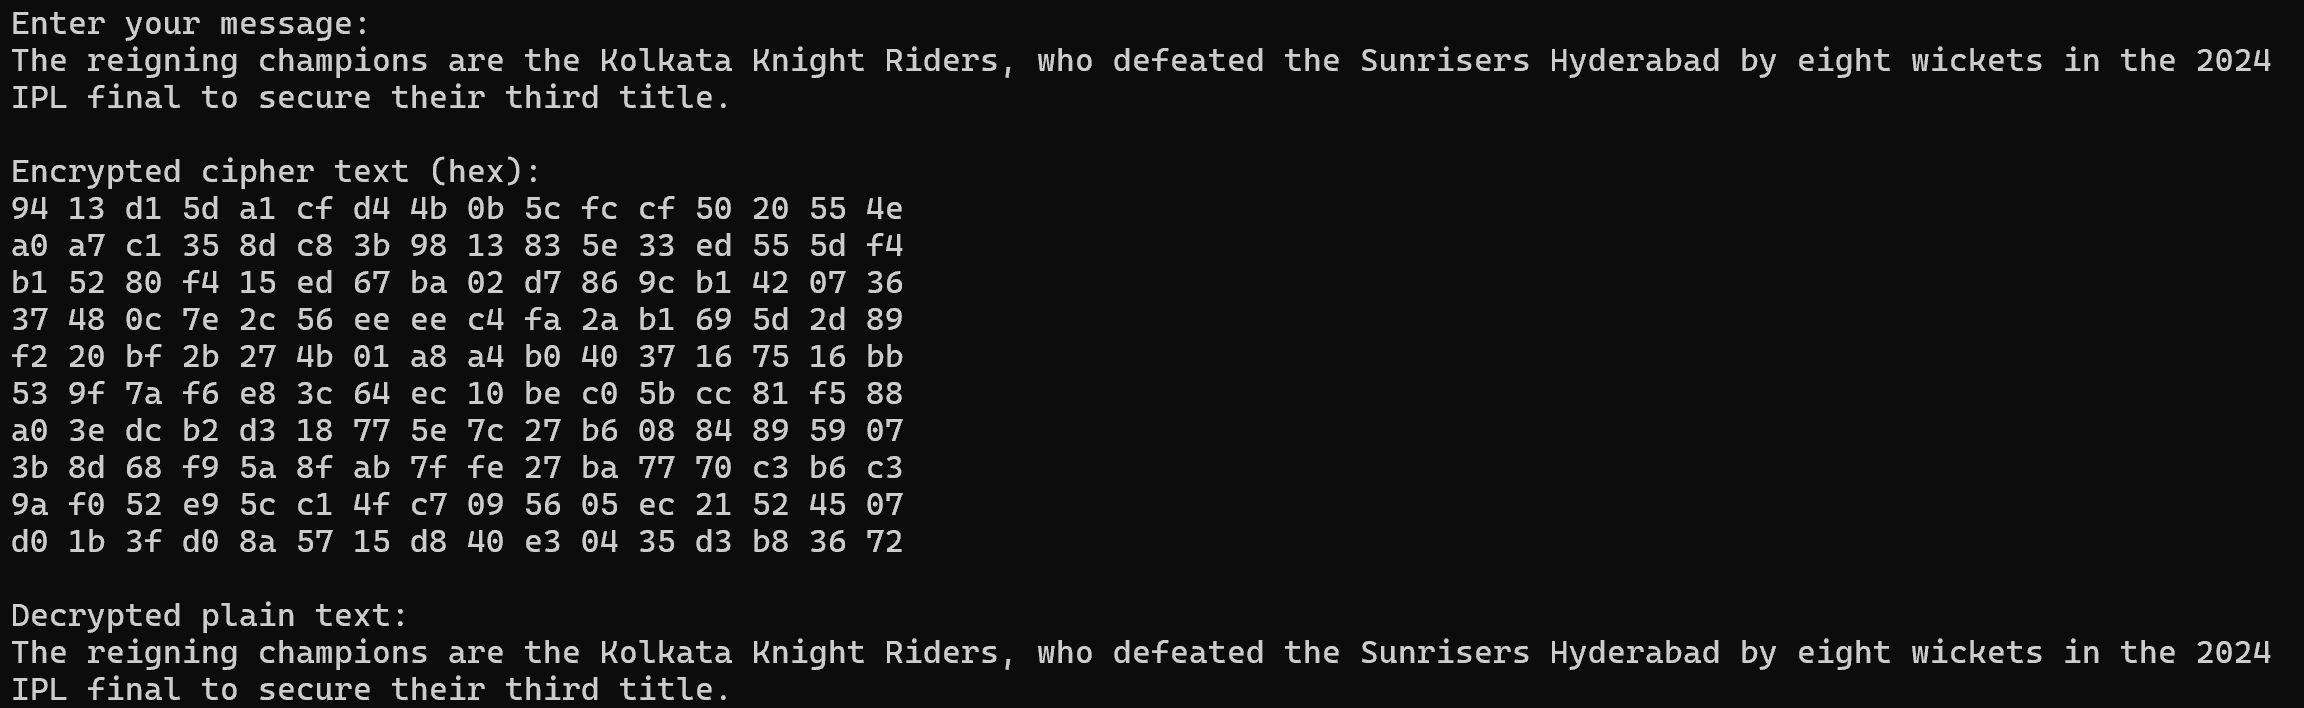 Enter your message:
The reigning champions are the Kolkata Knight Riders, who defeated the Sunrisers Hyderabad by eight wickets in the 2024
IPL final to secure their third title.
Encrypted cipher text (hex):
94 13 d1 5d a1 cf d4 4b 0b 5c fc cf 50 20 55 4e
a0 a7 c1 35 8d c8 3b 98 13 83 5e 33 ed 55 5d f4
b1 52 80 f4 15 ed 67 ba 02 d7 86 9c b1 42 07 36
37 48 0c 7e 2c 56 ee ee c4 fa 2a b1 69 5d 2d 89
f2 20 bf 2b 27 4b 01 a8 a4 b0 40 37 16 75 16 bb
53 9f 7a f6 e8 3c 64 ec 10 be c0 5b cc 81 f5 88
a0 3e dc b2 d3 18 77 5e 7c 27 b6 08 84 89 59 07
3b 8d 68 f9 5a 8f ab 7f fe 27 ba 77 70 c3 b6 c3
9a f0 52 e9 5c c1 4f c7 09 56 05 ec 21 52 45 07
d0 1b 3f d0 8a 57 15 d8 40 e3 04 35 d3 b8 36 72
Decrypted plain text:
The reigning champions are the Kolkata Knight Riders, who defeated the Sunrisers Hyderabad by eight wickets in the 2024
IPL final to secure their third title.